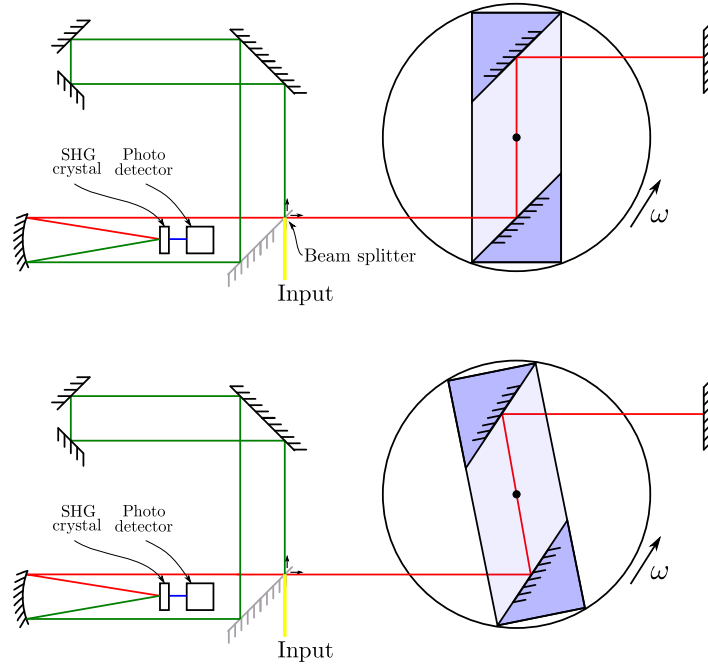 SHG
crystal
Photo
detector
Beam splitter
Input
ω
SHG
crystal
Photo
detector
Input
ω